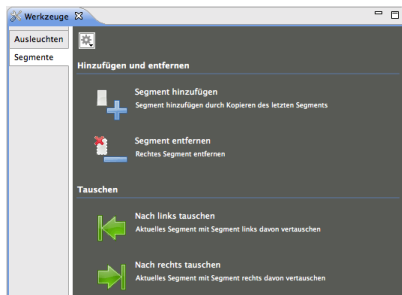 Werkzeuge
Ausleuchten
Segmente
Hinzufügen und entfernen
Segment hinzufügen
Segment hinzufügen durch Kopieren des letzten Segments
Segment entfernen
Rechtes Segment entfernen
Tauschen
Nach links tauschen
Aktuelles Segment mit Segment links davon vertauschen
Nach rechts tauschen
Aktuelles Segment mit Segment rechts davon vertauschen